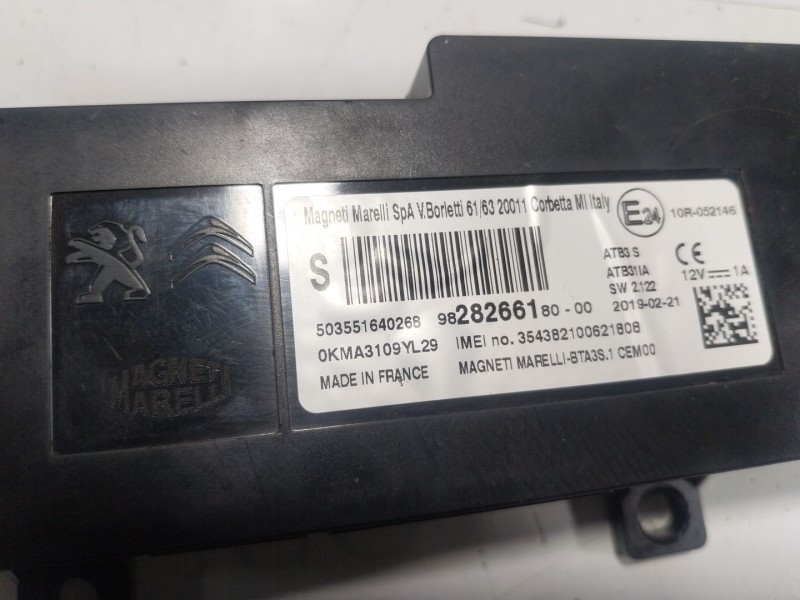 Magneti Marelli SpA V.Borletti 61/63 20011 Corbetta MI Italy
E24
10R-052146
S
ATB3 S
ATB31IA
SW 2.122
2019-02-21
CE
12V 1A
503551640268
9828266180-00
0KMA3109YL29
IMEI no. 354382100621808
MADE IN FRANCE
MAGNETI MARELLI-BTA3S.1 CEM00
MAGNETI
MARELLI